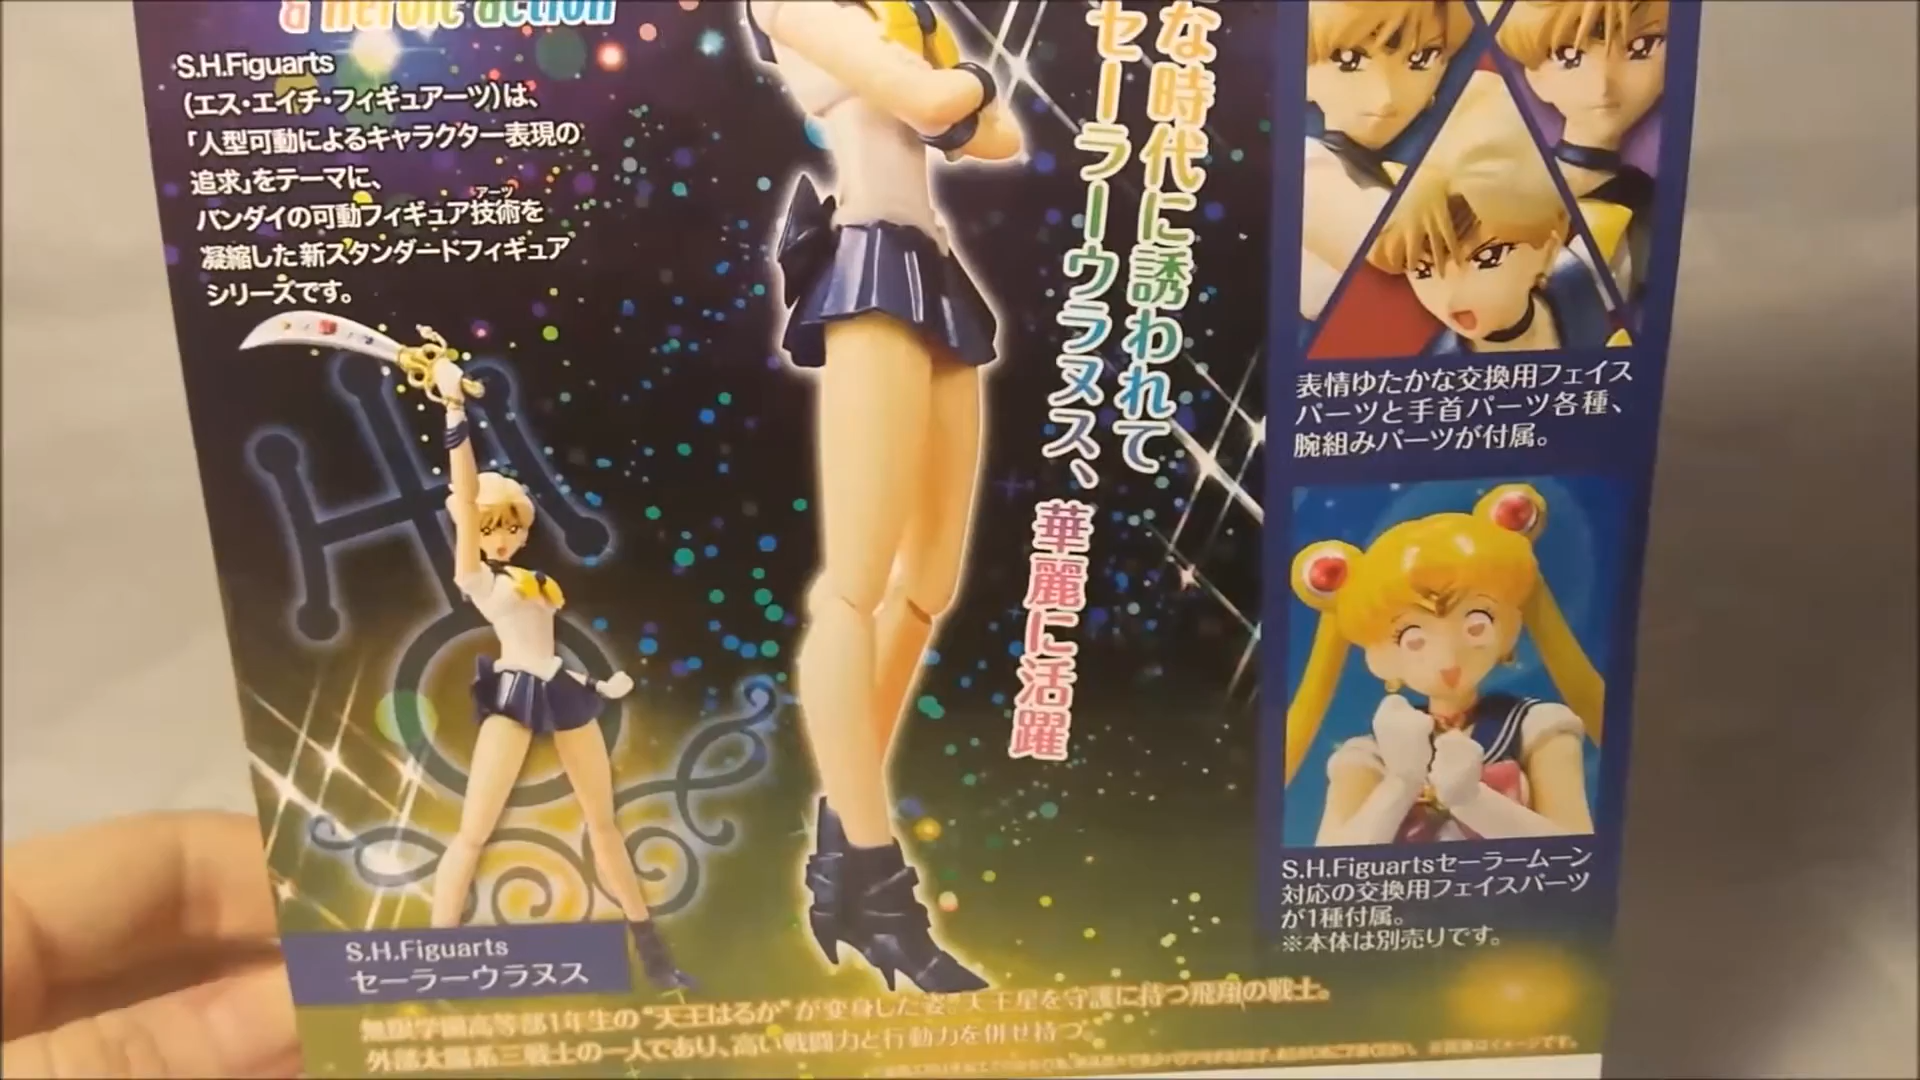 a heroic action
S.H.Figuarts
(エス・エイチ・フィギュアーツ)は、
「人型可動によるキャラクター表現の
追求」をテーマに、
アーツ
バンダイの可動フィギュア技術を
凝縮した新スタンダードフィギュア
シリーズです。
な時代に誘われて
セーラーウラヌス、華麗に活躍
表情ゆたかな交換用フェイス
パーツと手首パーツ各種、
腕組みパーツが付属。
S.H.Figuartsセーラームーン
対応の交換用フェイスパーツ
が1種付属。
※本体は別売りです。
S.H.Figuarts
セーラーウラヌス
無限学園高等部1年生の“天王はるか”が変身した姿。天王星を守護に持つ飛翔の戦士。
外部太陽系三戦士の一人であり、高い戦闘力と行動力を併せ持つ。